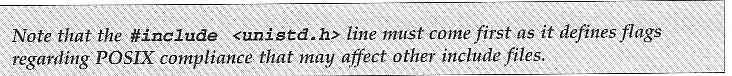 Note that the #include <unistd.h> line must come first as it defines flags
regarding POSIX compliance that may affect other include files.